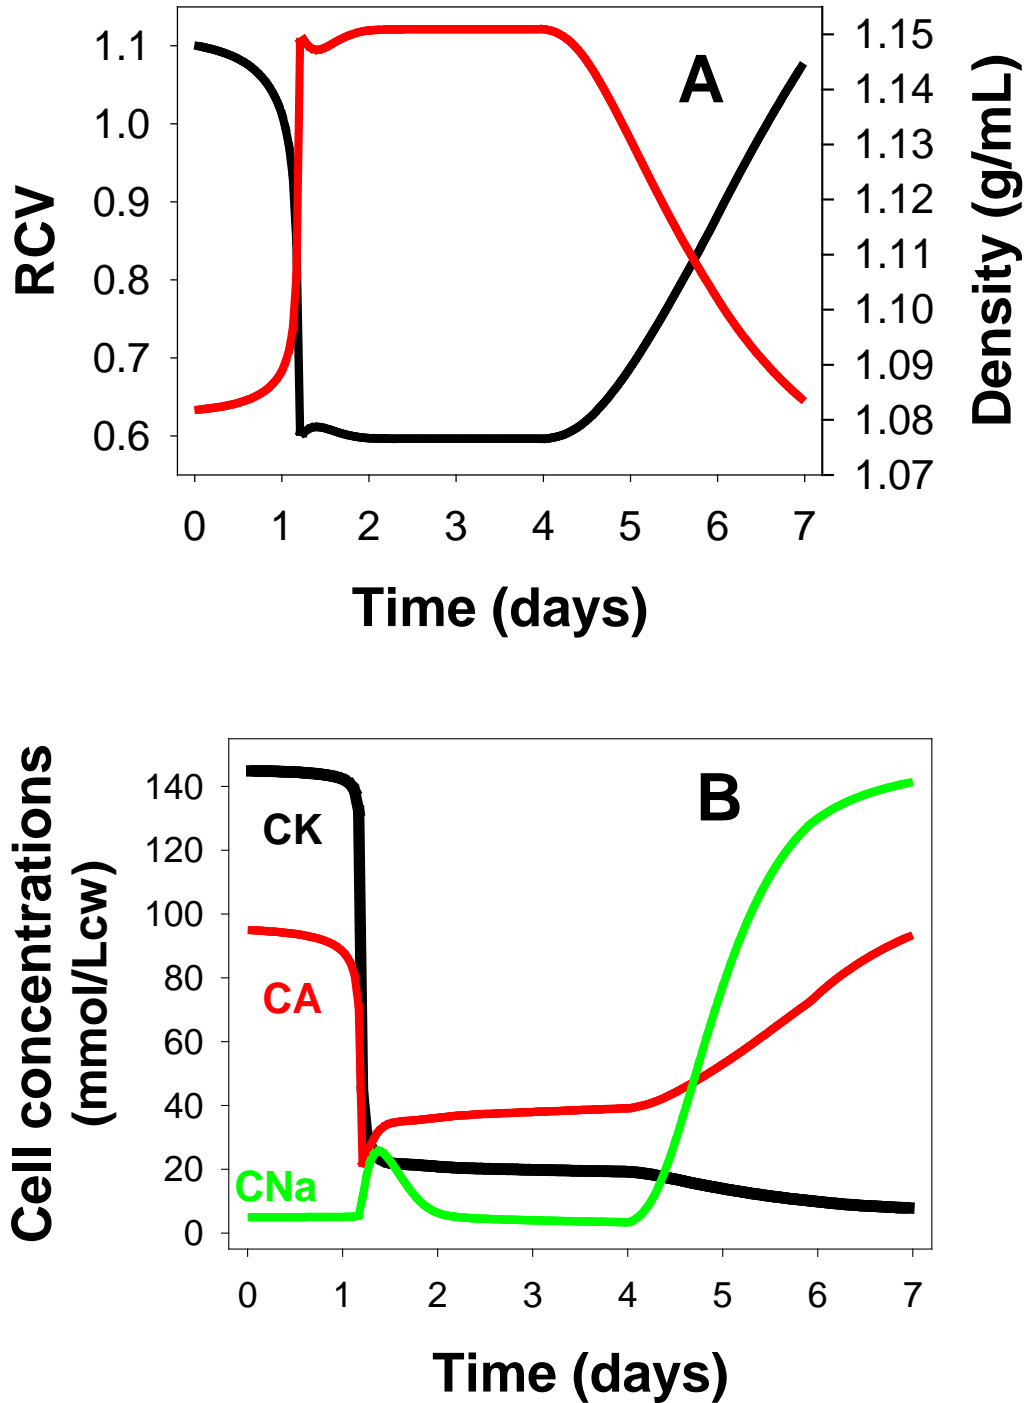 A
RCV
1.1
1.0
0.9
0.8
0.7
0.6
1.15
1.14
1.13
1.12
1.11
1.10
1.09
1.08
1.07
Density (g/mL)
0 1 2 3 4 5 6 7
Time (days)
B
Cell concentrations
(mmol/Lcw)
140
120
100
80
60
40
20
0
CK
CA
CNa
0 1 2 3 4 5 6 7
Time (days)